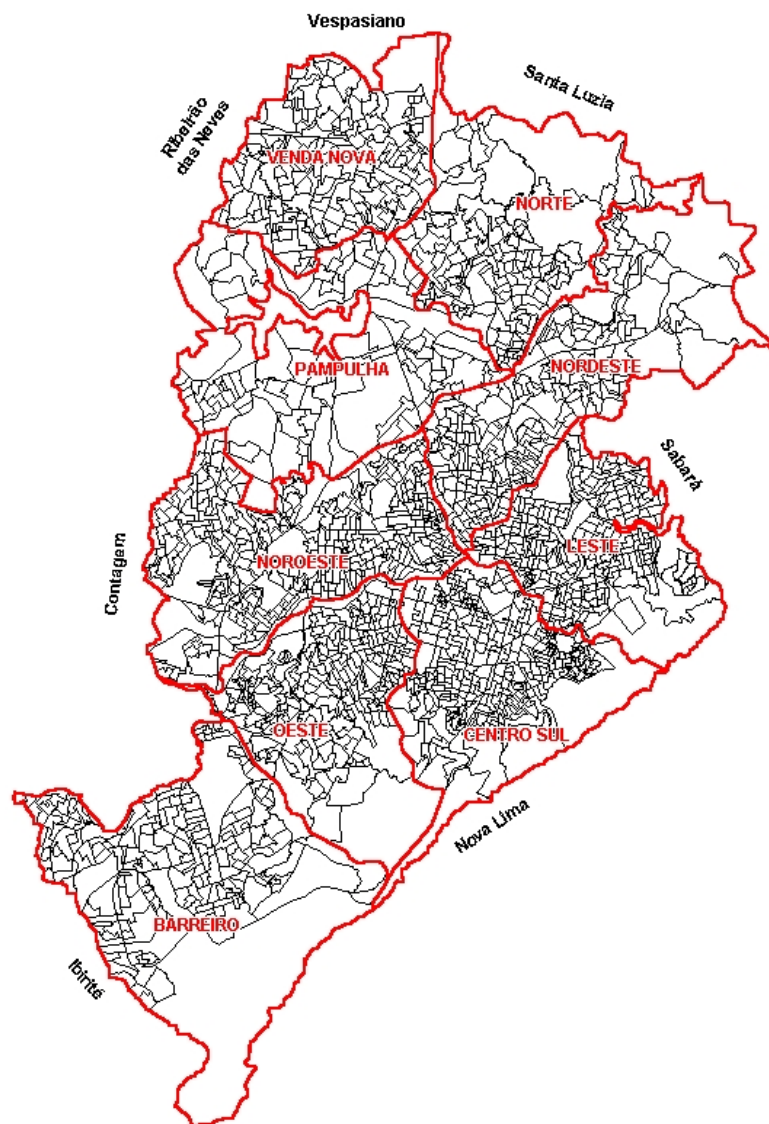 Vespasiano
Santa Luzia
Ribeirão
das Neves
VENDA NOVA
NORTE
PAMPULHA
NORDESTE
Sabará
Contagem
NOROESTE
LESTE
OESTE
CENTRO SUL
Nova Lima
BARREIRO
Ibirité